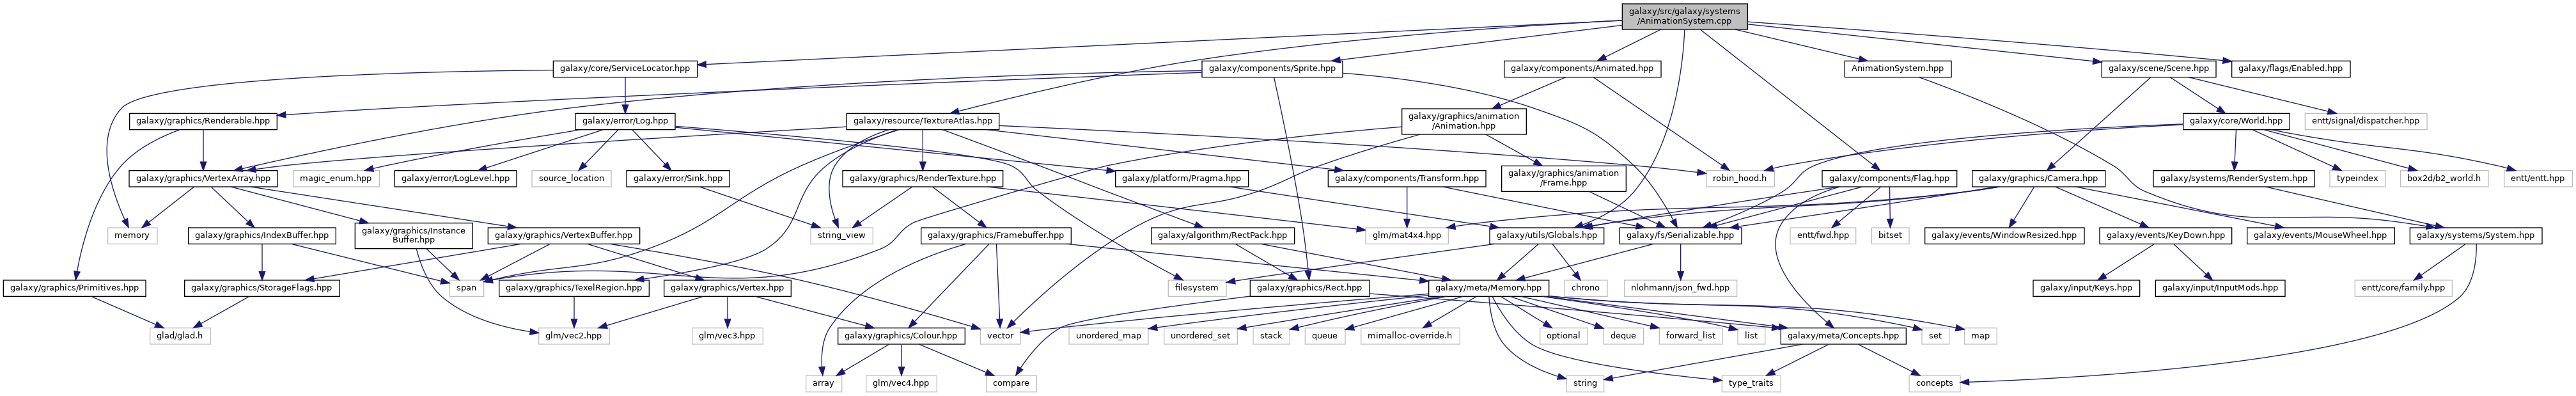 galaxy/src/galaxy/systems
/AnimationSystem.cpp
galaxy/core/ServiceLocator.hpp
galaxy/components/Sprite.hpp
galaxy/components/Animated.hpp
AnimationSystem.hpp
galaxy/scene/Scene.hpp
galaxy/flags/Enabled.hpp
galaxy/graphics/Renderable.hpp
galaxy/error/Log.hpp
galaxy/resource/TextureAtlas.hpp
galaxy/graphics/animation
/Animation.hpp
galaxy/core/World.hpp
entt/signal/dispatcher.hpp
galaxy/graphics/VertexArray.hpp
magic_enum.hpp
galaxy/error/LogLevel.hpp
source_location
galaxy/error/Sink.hpp
galaxy/graphics/RenderTexture.hpp
galaxy/platform/Pragma.hpp
galaxy/components/Transform.hpp
galaxy/graphics/animation
/Frame.hpp
robin_hood.h
galaxy/components/Flag.hpp
galaxy/graphics/Camera.hpp
galaxy/systems/RenderSystem.hpp
typeindex
box2d/b2_world.h
entt/entt.hpp
memory
galaxy/graphics/IndexBuffer.hpp
galaxy/graphics/Instance
Buffer.hpp
galaxy/graphics/VertexBuffer.hpp
string_view
galaxy/graphics/Framebuffer.hpp
galaxy/algorithm/RectPack.hpp
glm/mat4x4.hpp
galaxy/utils/Globals.hpp
galaxy/fs/Serializable.hpp
entt/fwd.hpp
bitset
galaxy/events/WindowResized.hpp
galaxy/events/KeyDown.hpp
galaxy/events/MouseWheel.hpp
galaxy/systems/System.hpp
galaxy/graphics/Primitives.hpp
galaxy/graphics/StorageFlags.hpp
span
galaxy/graphics/TexelRegion.hpp
galaxy/graphics/Vertex.hpp
filesystem
galaxy/graphics/Rect.hpp
galaxy/meta/Memory.hpp
chrono
nlohmann/json_fwd.hpp
galaxy/input/Keys.hpp
galaxy/input/InputMods.hpp
entt/core/family.hpp
glad/glad.h
glm/vec2.hpp
glm/vec3.hpp
galaxy/graphics/Colour.hpp
vector
unordered_map
unordered_set
stack
queue
mimalloc-override.h
optional
deque
forward_list
list
galaxy/meta/Concepts.hpp
set
map
array
glm/vec4.hpp
compare
string
type_traits
concepts